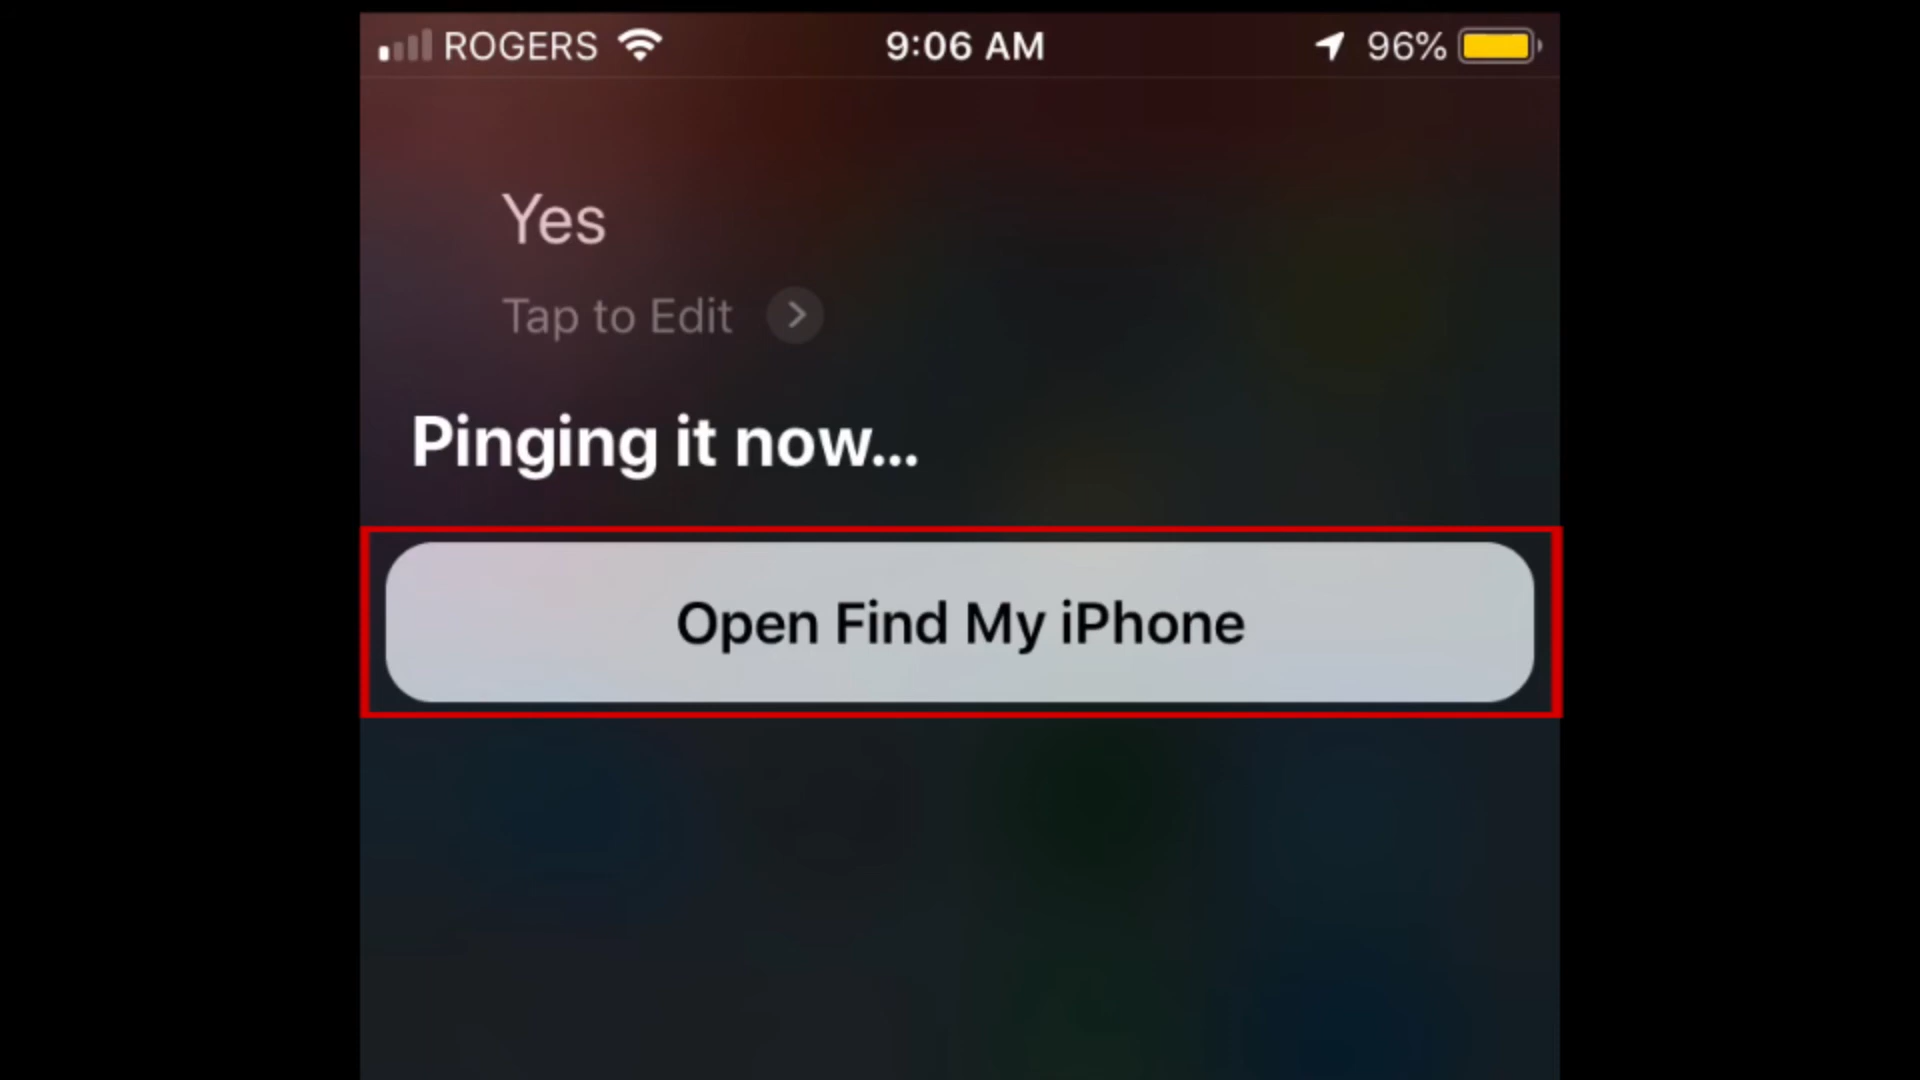 ROGERS 9:06 AM 96%
Yes
Tap to Edit
Pinging it now...
Open Find My iPhone